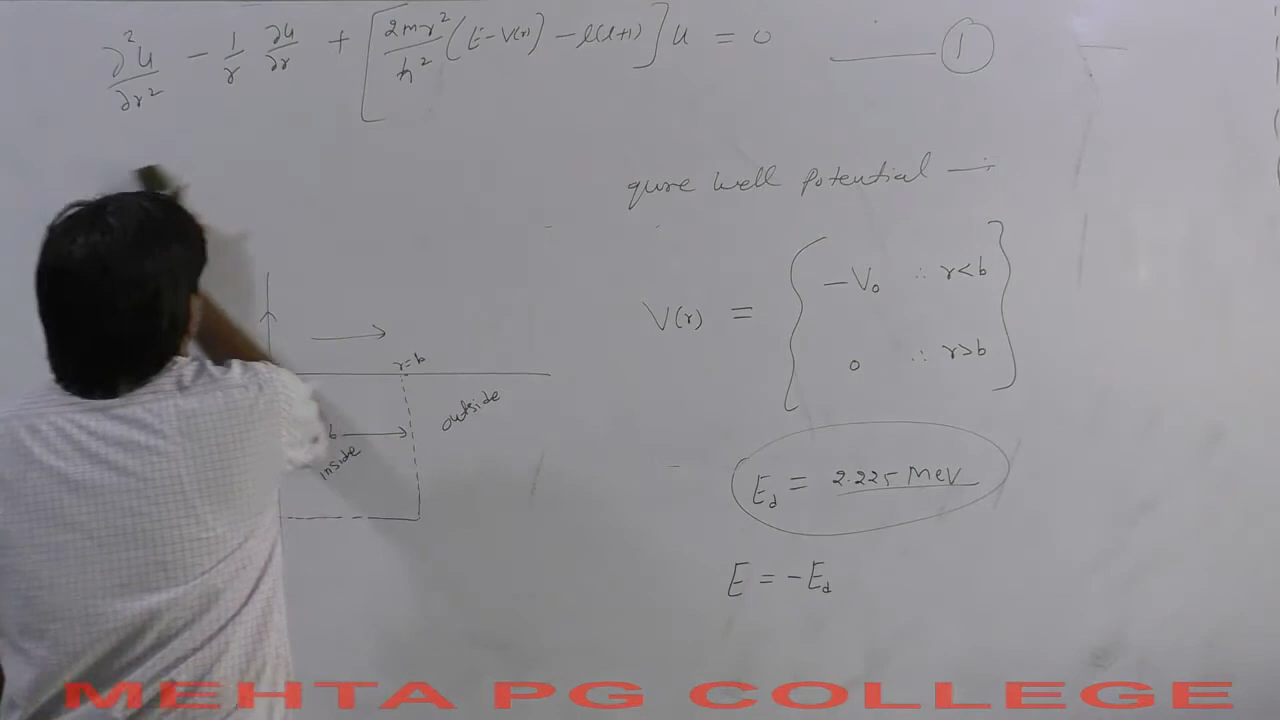 ∂²u/∂r² - 1/r ∂u/∂r + [2mr²/ħ² (E-V(r)) - l(l+1)] u = 0 ——— 1
qure well potential —
V(r) = { -V₀ ∴ r<b
0 ∴ r>b }
r=b
outside
b
inside
E_d = 2.225 MeV
E = -E_d
MEHTA PG COLLEGE